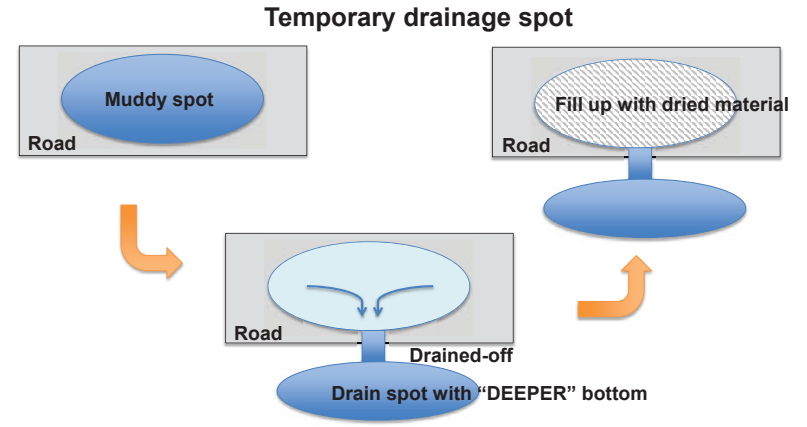 Temporary drainage spot
Muddy spot
Road
Fill up with dried material
Road
Road
Drained-off
Drain spot with “DEEPER” bottom